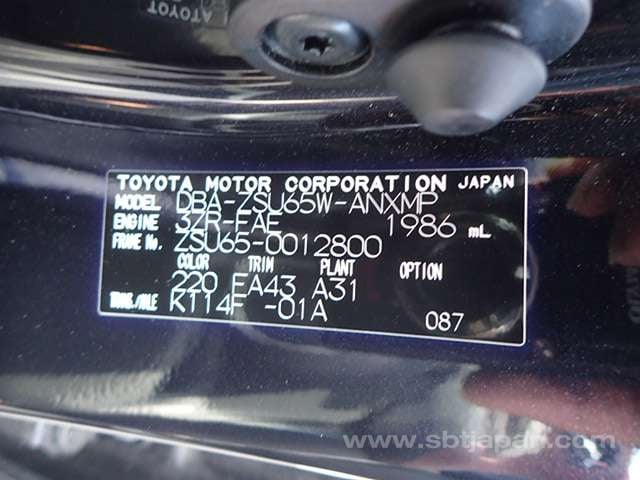 ATOYOT
TOYOTA MOTOR CORPORATION JAPAN
MODEL DBA-ZSU65W-ANXMP
ENGINE 3ZR-FAE 1986 mL
FRAME No. ZSU65-0012800
COLOR TRIM PLANT OPTION
220 EA43 A31
TRANS./AXLE K114F -01A
087
www.sbtjapan.com